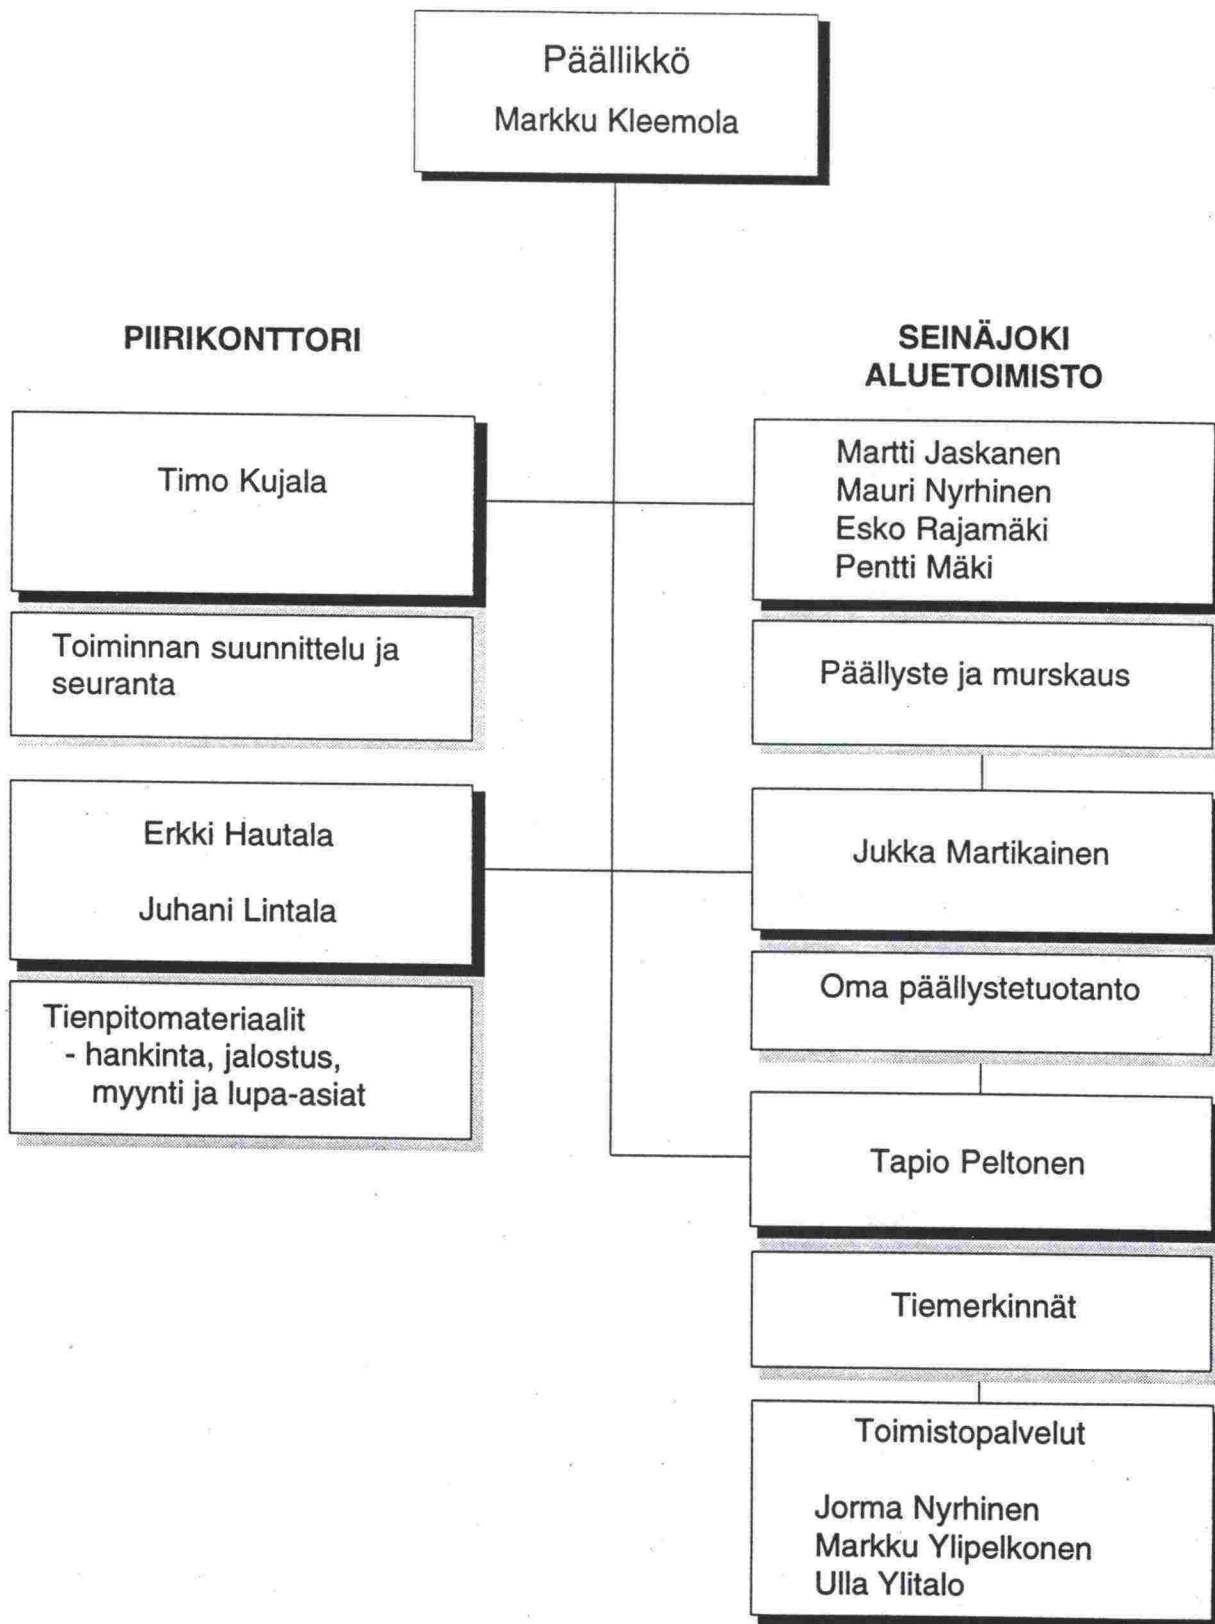 Päällikkö
Markku Kleemola
PIIRIKONTTORI
Timo Kujala
Toiminnan suunnittelu ja
seuranta
Erkki Hautala
Juhani Lintala
Tienpitomateriaalit
- hankinta, jalostus,
myynti ja lupa-asiat
SEINÄJOKI
ALUETOIMISTO
Martti Jaskanen
Mauri Nyrhinen
Esko Rajamäki
Pentti Mäki
Päällyste ja murskaus
Jukka Martikainen
Oma päällystetuotanto
Tapio Peltonen
Tiemerkinnät
Toimistopalvelut
Jorma Nyrhinen
Markku Ylipelkonen
Ulla Ylitalo